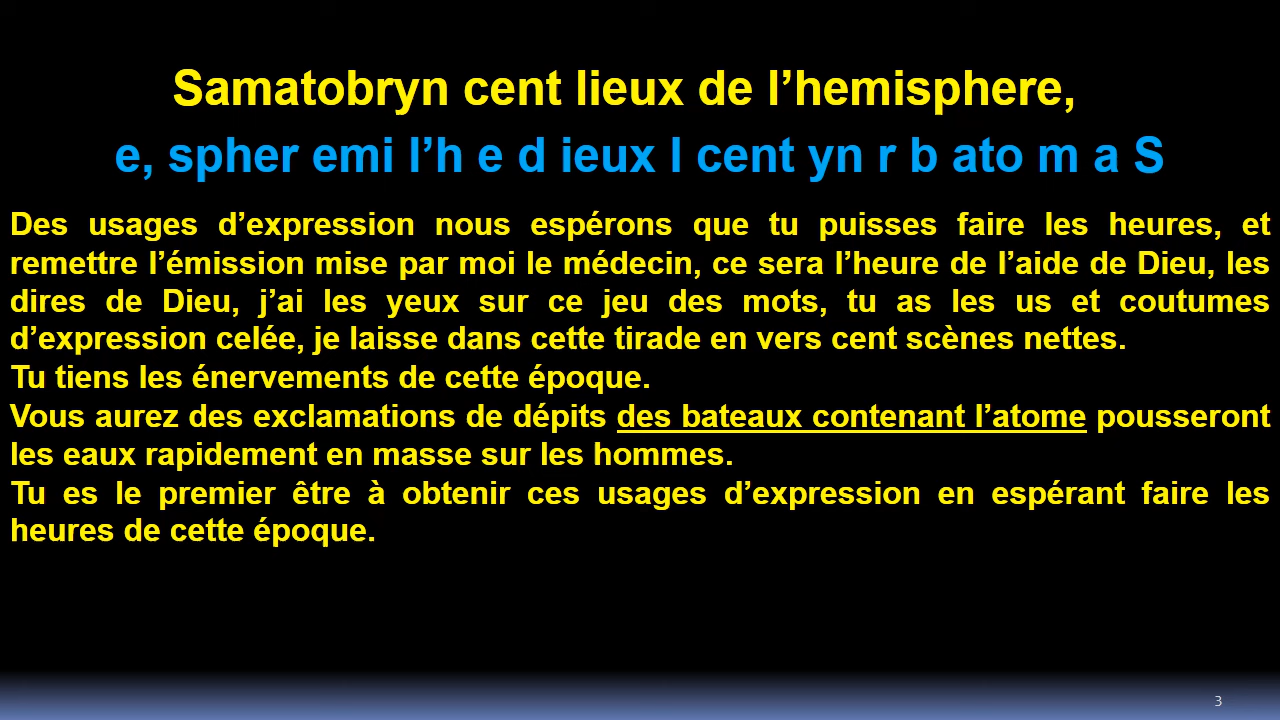 Samatobryn cent lieux de l’hemisphere,
e, spher emi l’h e d ieux l cent yn r b ato m a S
Des usages d’expression nous espérons que tu puisses faire les heures, et
remettre l’émission mise par moi le médecin, ce sera l’heure de l’aide de Dieu, les
dires de Dieu, j’ai les yeux sur ce jeu des mots, tu as les us et coutumes
d’expression celée, je laisse dans cette tirade en vers cent scènes nettes.
Tu tiens les énervements de cette époque.
Vous aurez des exclamations de dépits des bateaux contenant l’atome pousseront
les eaux rapidement en masse sur les hommes.
Tu es le premier être à obtenir ces usages d’expression en espérant faire les
heures de cette époque.
3